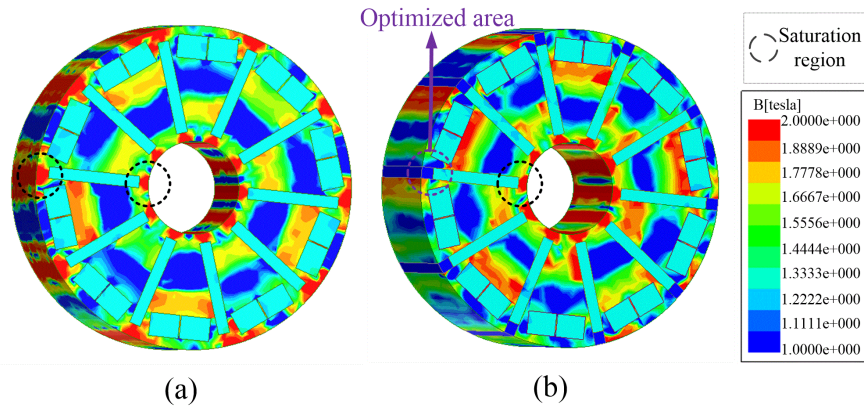 Optimized area
Saturation
region
B[tesla]
2.0000e+000
1.8889e+000
1.7778e+000
1.6667e+000
1.5556e+000
1.4444e+000
1.3333e+000
1.2222e+000
1.1111e+000
1.0000e+000
(a)
(b)